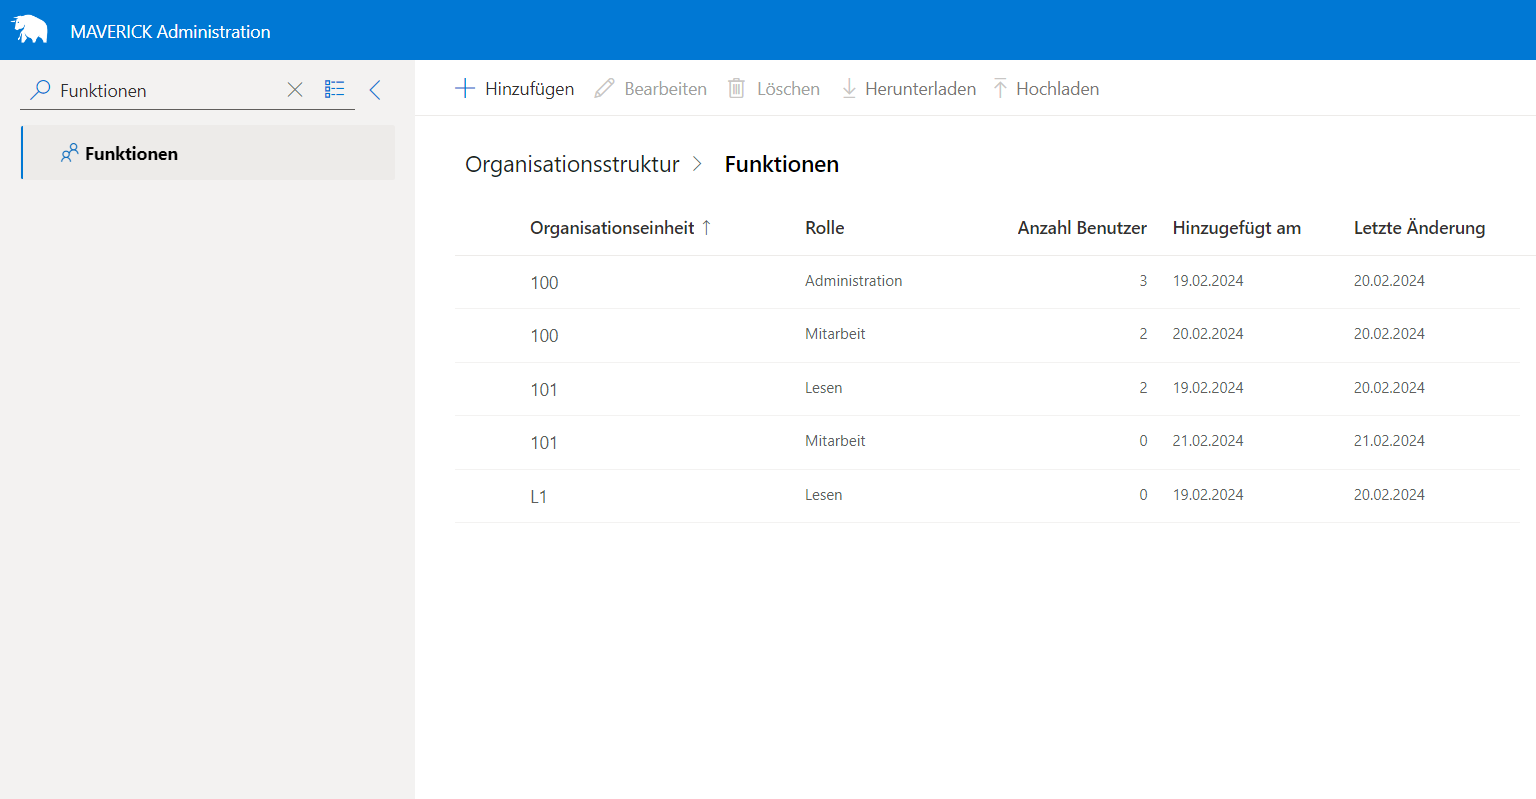 MAVERICK Administration
Funktionen
Hinzufügen Bearbeiten Löschen Herunterladen Hochladen
Funktionen
Organisationsstruktur > Funktionen
Organisationseinheit ↑ Rolle Anzahl Benutzer Hinzugefügt am Letzte Änderung
100 Administration 3 19.02.2024 20.02.2024
100 Mitarbeit 2 20.02.2024 20.02.2024
101 Lesen 2 19.02.2024 20.02.2024
101 Mitarbeit 0 21.02.2024 21.02.2024
L1 Lesen 0 19.02.2024 20.02.2024